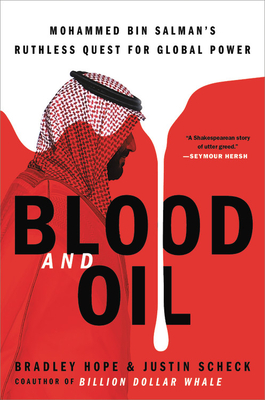 MOHAMMED BIN SALMAN'S
RUTHLESS QUEST FOR GLOBAL POWER
"A Shakespearean story
of utter greed."
—SEYMOUR HERSH
BLOOD
AND
OIL
BRADLEY HOPE & JUSTIN SCHECK
COAUTHOR OF BILLION DOLLAR WHALE